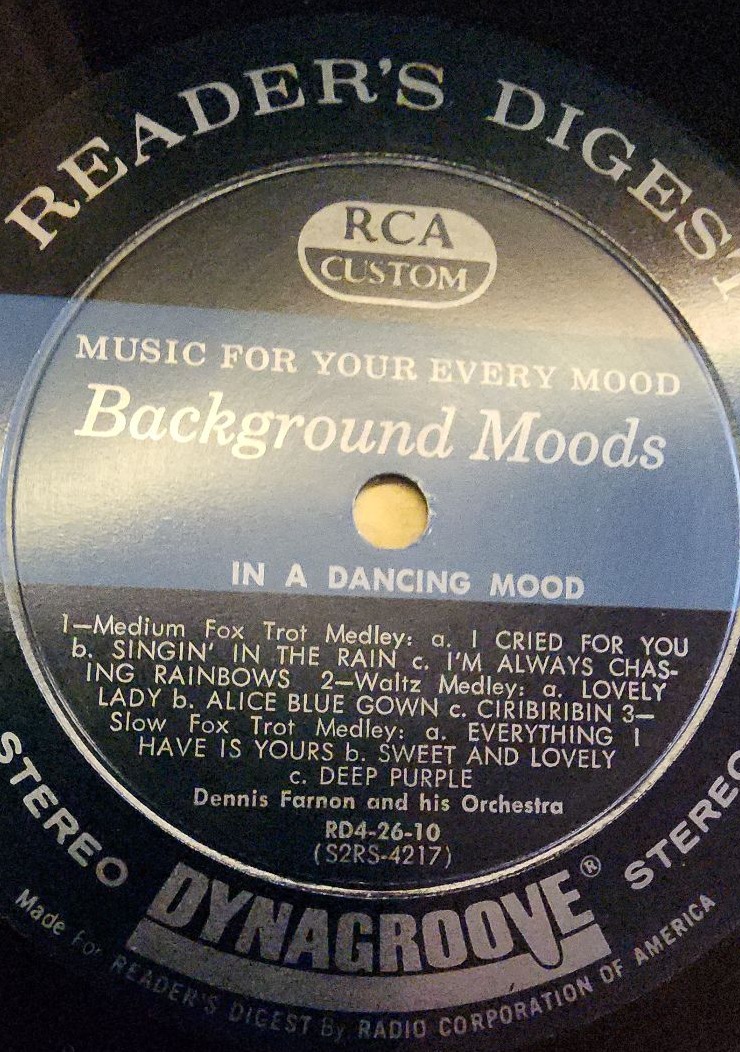 READER'S DIGEST
RCA
CUSTOM
MUSIC FOR YOUR EVERY MOOD
Background Moods
IN A DANCING MOOD
1—Medium Fox Trot Medley: a. I CRIED FOR YOU
b. SINGIN' IN THE RAIN c. I'M ALWAYS CHAS-
ING RAINBOWS 2—Waltz Medley: a. LOVELY
LADY b. ALICE BLUE GOWN c. CIRIBIRIBIN 3—
Slow Fox Trot Medley: a. EVERYTHING I
HAVE IS YOURS b. SWEET AND LOVELY
c. DEEP PURPLE
Dennis Farnon and his Orchestra
RD4-26-10
(S2RS-4217)
STEREO
STEREO
DYNAGROOVE®
Made For READER'S DIGEST By RADIO CORPORATION OF AMERICA